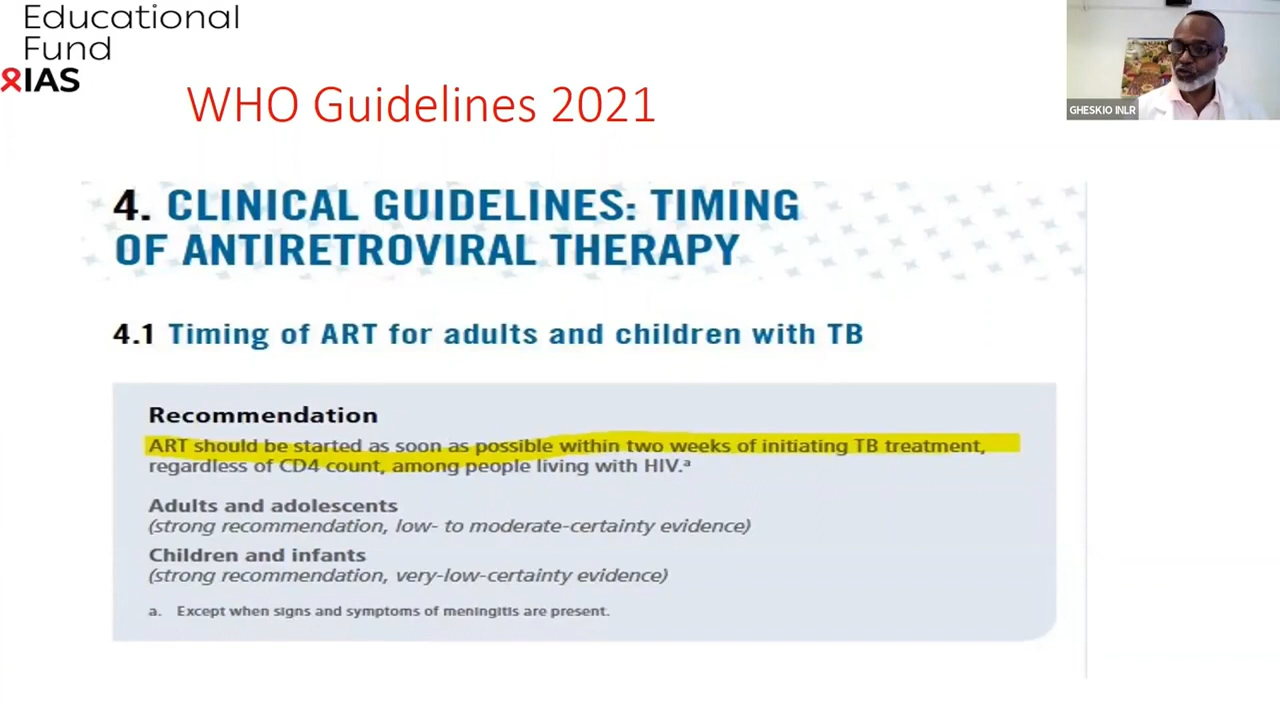 Educational
Fund
IAS
WHO Guidelines 2021
GHESKIO INLR
4. CLINICAL GUIDELINES: TIMING
OF ANTIRETROVIRAL THERAPY
4.1 Timing of ART for adults and children with TB
Recommendation
ART should be started as soon as possible within two weeks of initiating TB treatment,
regardless of CD4 count, among people living with HIV.ᵃ
Adults and adolescents
(strong recommendation, low- to moderate-certainty evidence)
Children and infants
(strong recommendation, very-low-certainty evidence)
a. Except when signs and symptoms of meningitis are present.